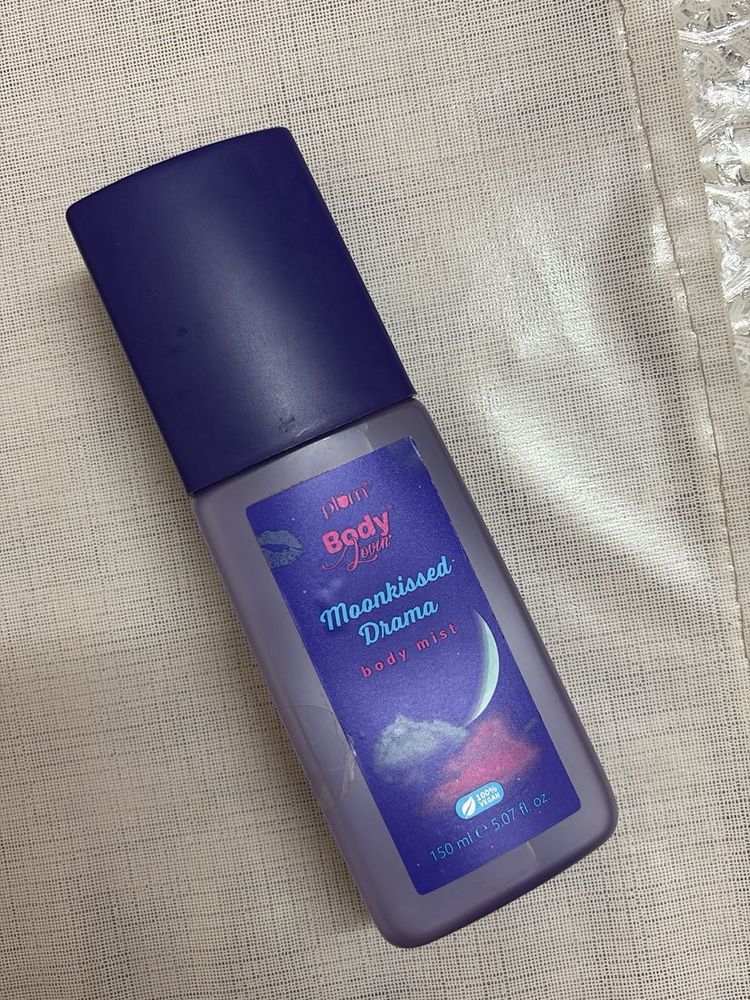 plum®
Body
Lovin'®
Moonkissed
Drama
body mist
100%
VEGAN
150 ml ℮ 5.07 fl. oz.